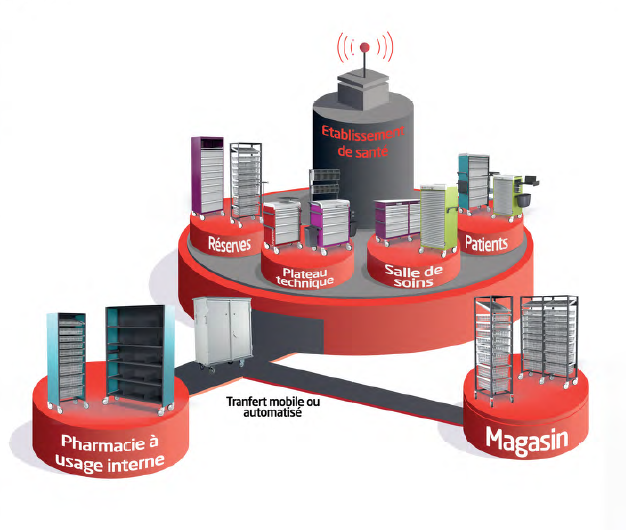 Etablissement
de santé
Réserves
Plateau
technique
Salle de
soins
Patients
Tranfert mobile ou
automatisé
Pharmacie à
usage interne
Magasin